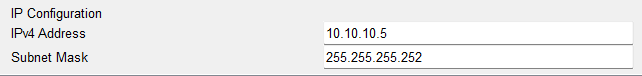 IP Configuration
IPv4 Address 10.10.10.5
Subnet Mask 255.255.255.252